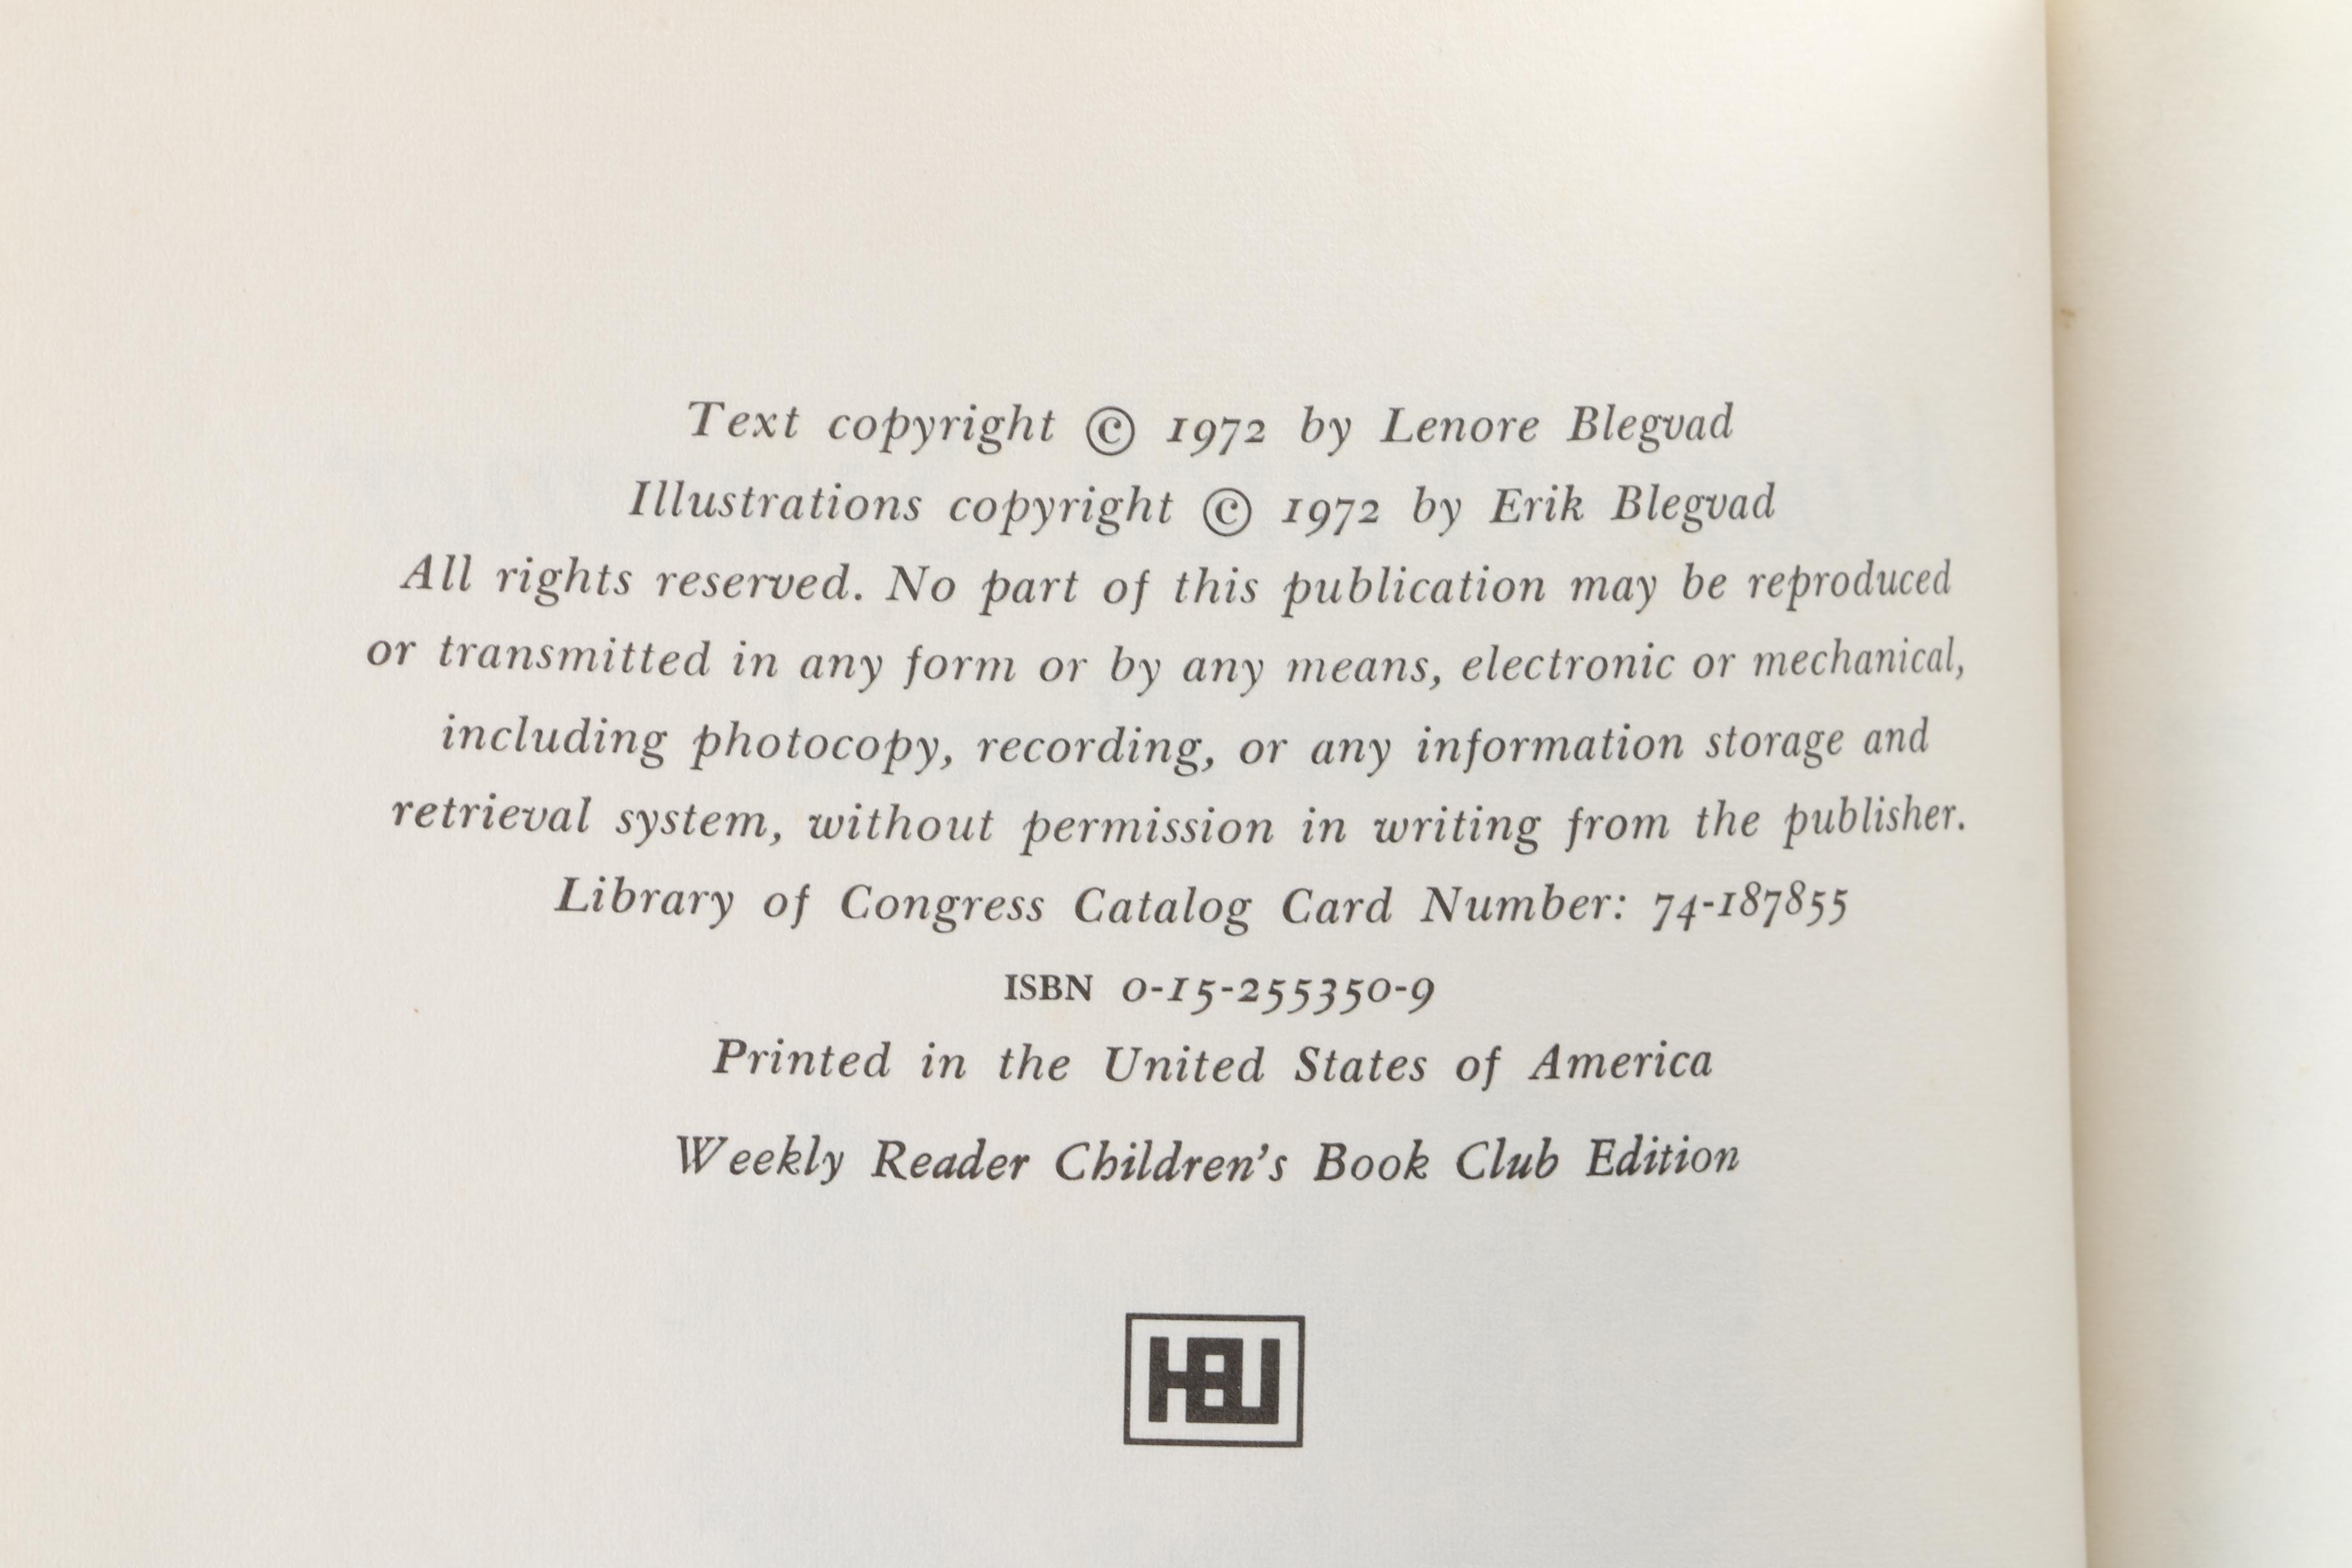 Text copyright © 1972 by Lenore Blegvad
Illustrations copyright © 1972 by Erik Blegvad
All rights reserved. No part of this publication may be reproduced
or transmitted in any form or by any means, electronic or mechanical,
including photocopy, recording, or any information storage and
retrieval system, without permission in writing from the publisher.
Library of Congress Catalog Card Number: 74-187855
ISBN 0-15-255350-9
Printed in the United States of America
Weekly Reader Children's Book Club Edition
HBJ